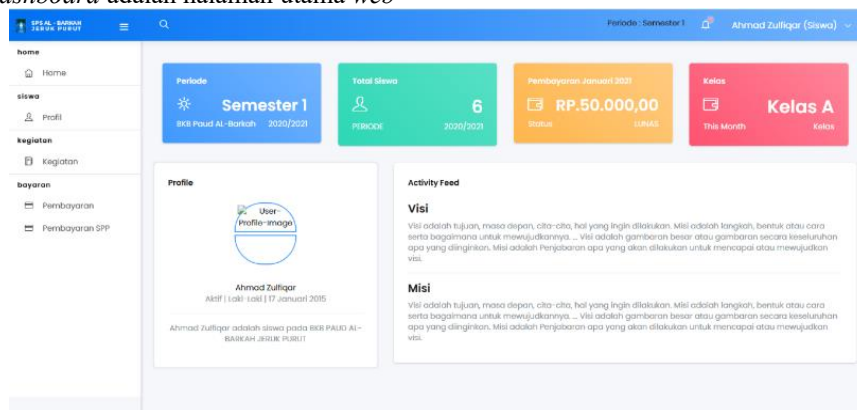 ashboard adalah halaman utama web
SPS AL - BARKAH
JERUK PURUT
Periode : Semester 1
Ahmad Zulfiqar (Siswa)
home
Home
siswa
Profil
kegiatan
Kegiatan
bayaran
Pembayaran
Pembayaran SPP
Periode
Semester 1
BKB Paud AL-Barkah 2020/2021
Total Siswa
6
PERIODE 2020/2021
Pembayaran Januari 2021
RP.50.000,00
Status LUNAS
Kelas
Kelas A
This Month Kelas
Profile
User-
Profile-Image
Ahmad Zulfiqar
Aktif | Laki-Laki | 17 Januari 2015
Ahmad Zulfiqar adalah siswa pada BKB PAUD AL-
BARKAH JERUK PURUT
Activity Feed
Visi
Visi adalah tujuan, masa depan, cita-cita, hal yang ingin dilakukan. Misi adalah langkah, bentuk atau cara
serta bagaimana untuk mewujudkannya. ... Visi adalah gambaran besar atau gambaran secara keseluruhan
apa yang diinginkan. Misi adalah Penjabaran apa yang akan dilakukan untuk mencapai atau mewujudkan
visi.
Misi
Visi adalah tujuan, masa depan, cita-cita, hal yang ingin dilakukan. Misi adalah langkah, bentuk atau cara
serta bagaimana untuk mewujudkannya. ... Visi adalah gambaran besar atau gambaran secara keseluruhan
apa yang diinginkan. Misi adalah Penjabaran apa yang akan dilakukan untuk mencapai atau mewujudkan
visi.